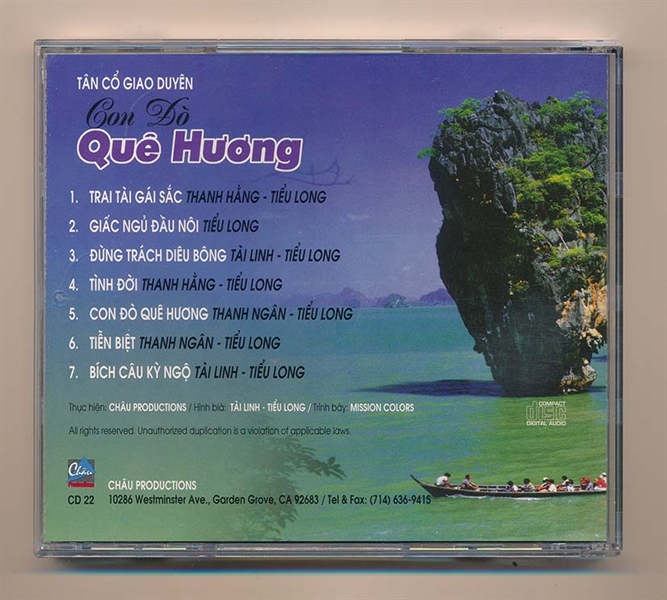 TÂN CỔ GIAO DUYÊN
Con Đò
Quê Hương
1. TRAI TÀI GÁI SẮC THANH HẰNG - TIỂU LONG
2. GIẤC NGỦ ĐẦU NÔI TIỂU LONG
3. ĐỪNG TRÁCH DIÊU BÔNG TÀI LINH - TIỂU LONG
4. TÌNH ĐỜI THANH HẰNG - TIỂU LONG
5. CON ĐÒ QUÊ HƯƠNG THANH NGÂN - TIỂU LONG
6. TIỄN BIỆT THANH NGÂN - TIỂU LONG
7. BÍCH CÂU KỲ NGỘ TÀI LINH - TIỂU LONG
Thực hiện: CHÂU PRODUCTIONS / Hình bìa: TÀI LINH - TIỂU LONG / Trình bày: MISSION COLORS
All rights reserved. Unauthorized duplication is a violation of applicable laws.
COMPACT
disc
DIGITAL AUDIO
Châu
Productions
CD 22
CHÂU PRODUCTIONS
10286 Westminster Ave., Garden Grove, CA 92683 / Tel & Fax: (714) 636-9415